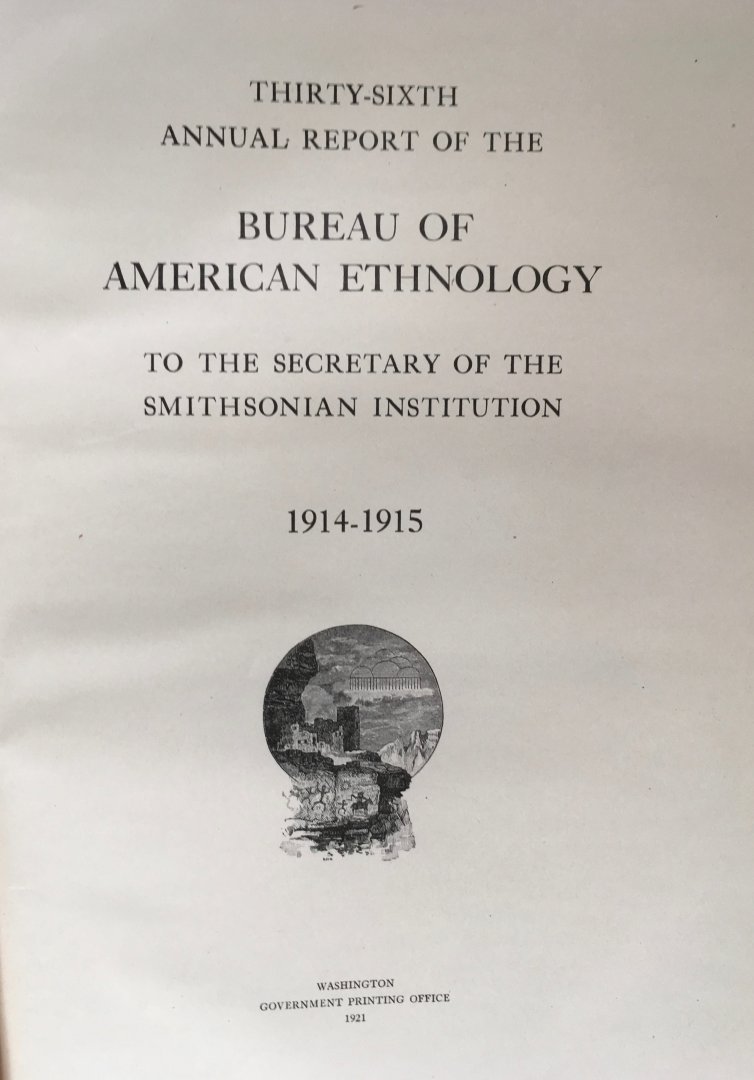 THIRTY-SIXTH
ANNUAL REPORT OF THE
BUREAU OF
AMERICAN ETHNOLOGY
TO THE SECRETARY OF THE
SMITHSONIAN INSTITUTION
1914-1915
WASHINGTON
GOVERNMENT PRINTING OFFICE
1921